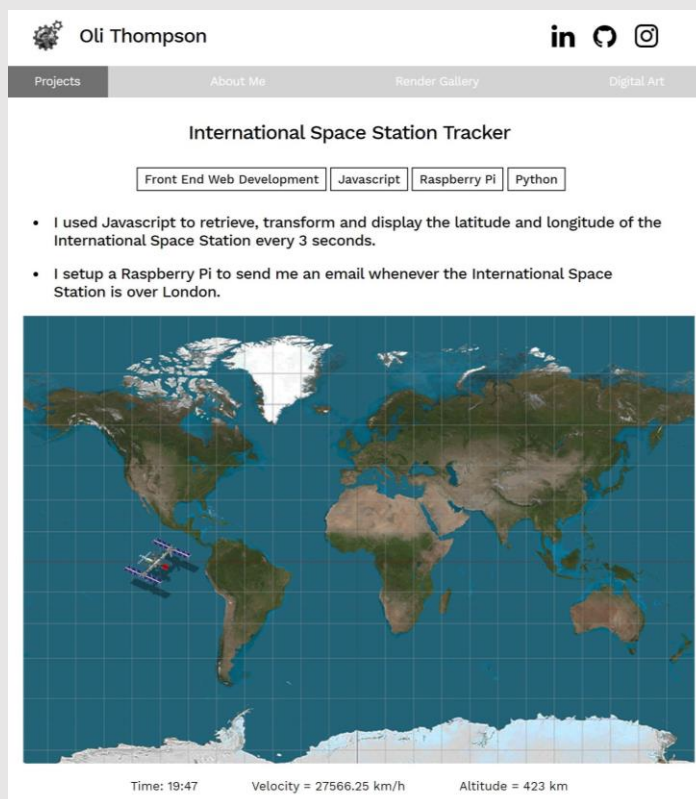 Oli Thompson
Projects
About Me
Render Gallery
Digital Art
International Space Station Tracker
Front End Web Development
Javascript
Raspberry Pi
Python
• I used Javascript to retrieve, transform and display the latitude and longitude of the
International Space Station every 3 seconds.
• I setup a Raspberry Pi to send me an email whenever the International Space
Station is over London.
Time: 19:47
Velocity = 27566.25 km/h
Altitude = 423 km